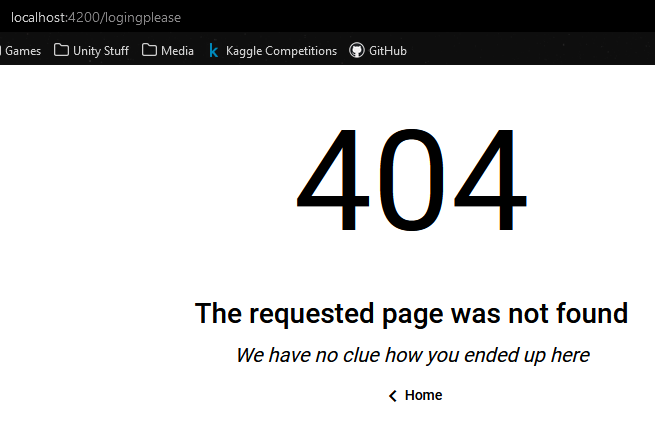 localhost:4200/logingplease
Games Unity Stuff Media Kaggle Competitions GitHub
404
The requested page was not found
We have no clue how you ended up here
Home